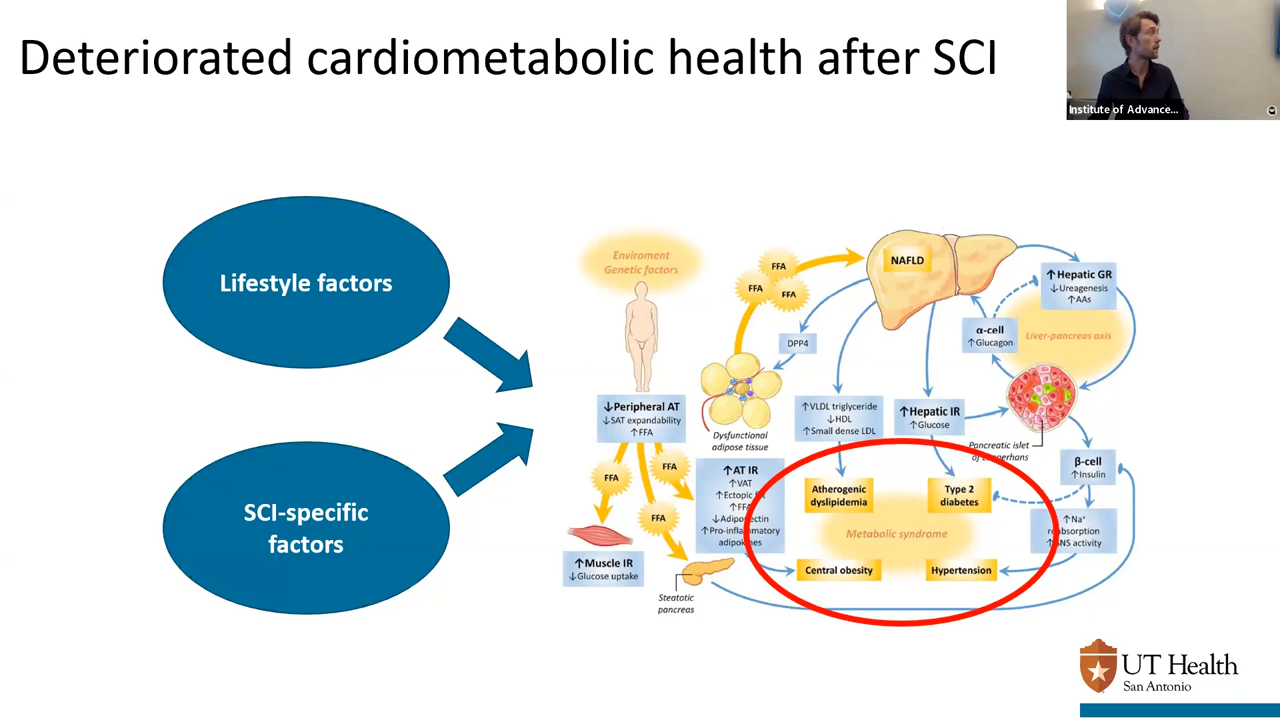 Deteriorated cardiometabolic health after SCI
Institute of Advance...
Lifestyle factors
SCI-specific
factors
Enviroment
Genetic factors
FFA
FFA
FFA
NAFLD
↑Hepatic GR
↓Ureagenesis
↑AAs
α-cell
↑Glucagon
Liver-pancreas axis
DPP4
↓Peripheral AT
↓SAT expandability
↑FFA
Dysfunctional
adipose tissue
↑VLDL triglyceride
↓HDL
↑Small dense LDL
↑Hepatic IR
↑Glucose
Pancreatic islet
of
β-cell
↑Insulin
FFA
FFA
FFA
↑AT IR
↑VAT
↑Ectopic
↑FFA
↓Adiponectin
↑Pro-inflammatory
adipokines
Atherogenic
dyslipidemia
Type 2
diabetes
Metabolic syndrome
↑Na⁺
reabsorption
↑SNS activity
Central obesity
Hypertension
↑Muscle IR
↓Glucose uptake
Steatotic
pancreas
UT Health
San Antonio